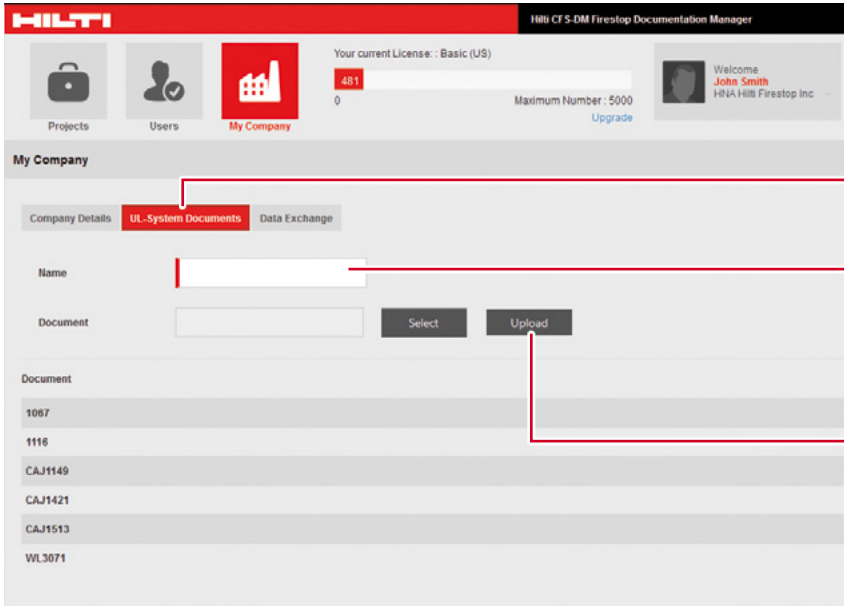 HILTI
Hilti CFS-DM Firestop Documentation Manager
Projects
Users
My Company
Your current License: : Basic (US)
481
0
Maximum Number : 5000
Upgrade
Welcome
John Smith
HNA Hilti Firestop Inc
My Company
Company Details
UL-System Documents
Data Exchange
Name
Document
Select
Upload
Document
1067
1116
CAJ1149
CAJ1421
CAJ1513
WL3071